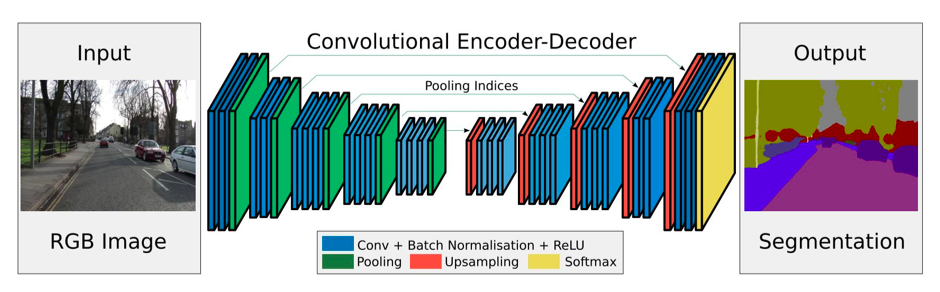 Input
RGB Image
Convolutional Encoder-Decoder
Pooling Indices
Conv + Batch Normalisation + ReLU
Pooling Upsampling Softmax
Output
Segmentation